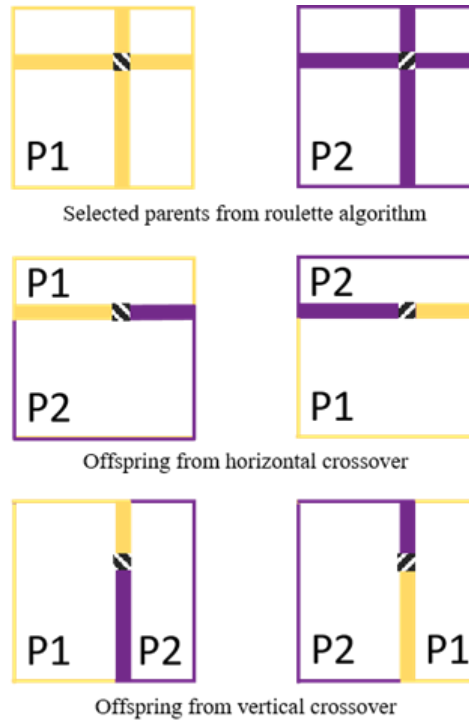 P1 P2
Selected parents from roulette algorithm
P1 P2
P2 P1
Offspring from horizontal crossover
P1 P2 P2 P1
Offspring from vertical crossover